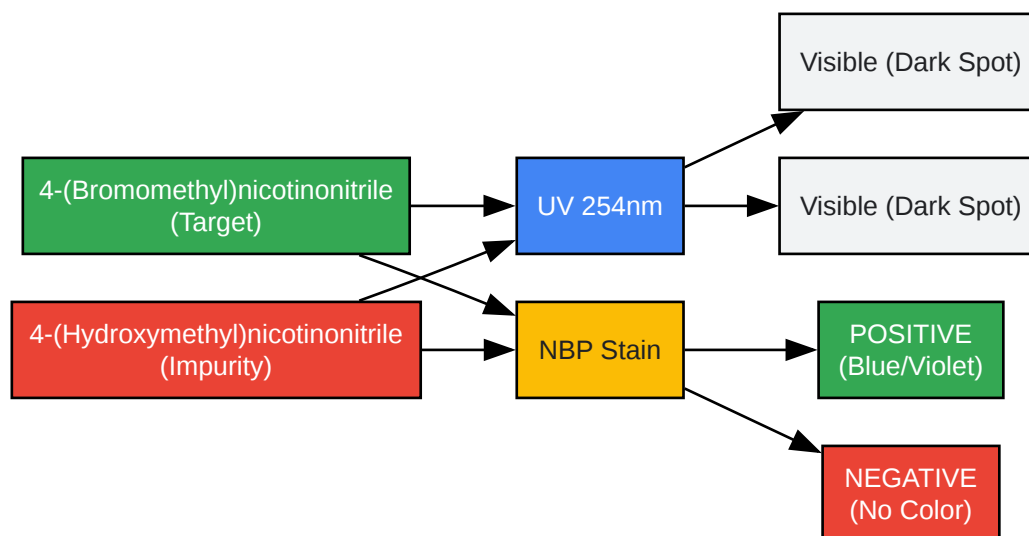 Visible (Dark Spot)
4-(Bromomethyl)nicotinonitrile
(Target)
UV 254nm
Visible (Dark Spot)
4-(Hydroxymethyl)nicotinonitrile
(Impurity)
NBP Stain
POSITIVE
(Blue/Violet)
NEGATIVE
(No Color)